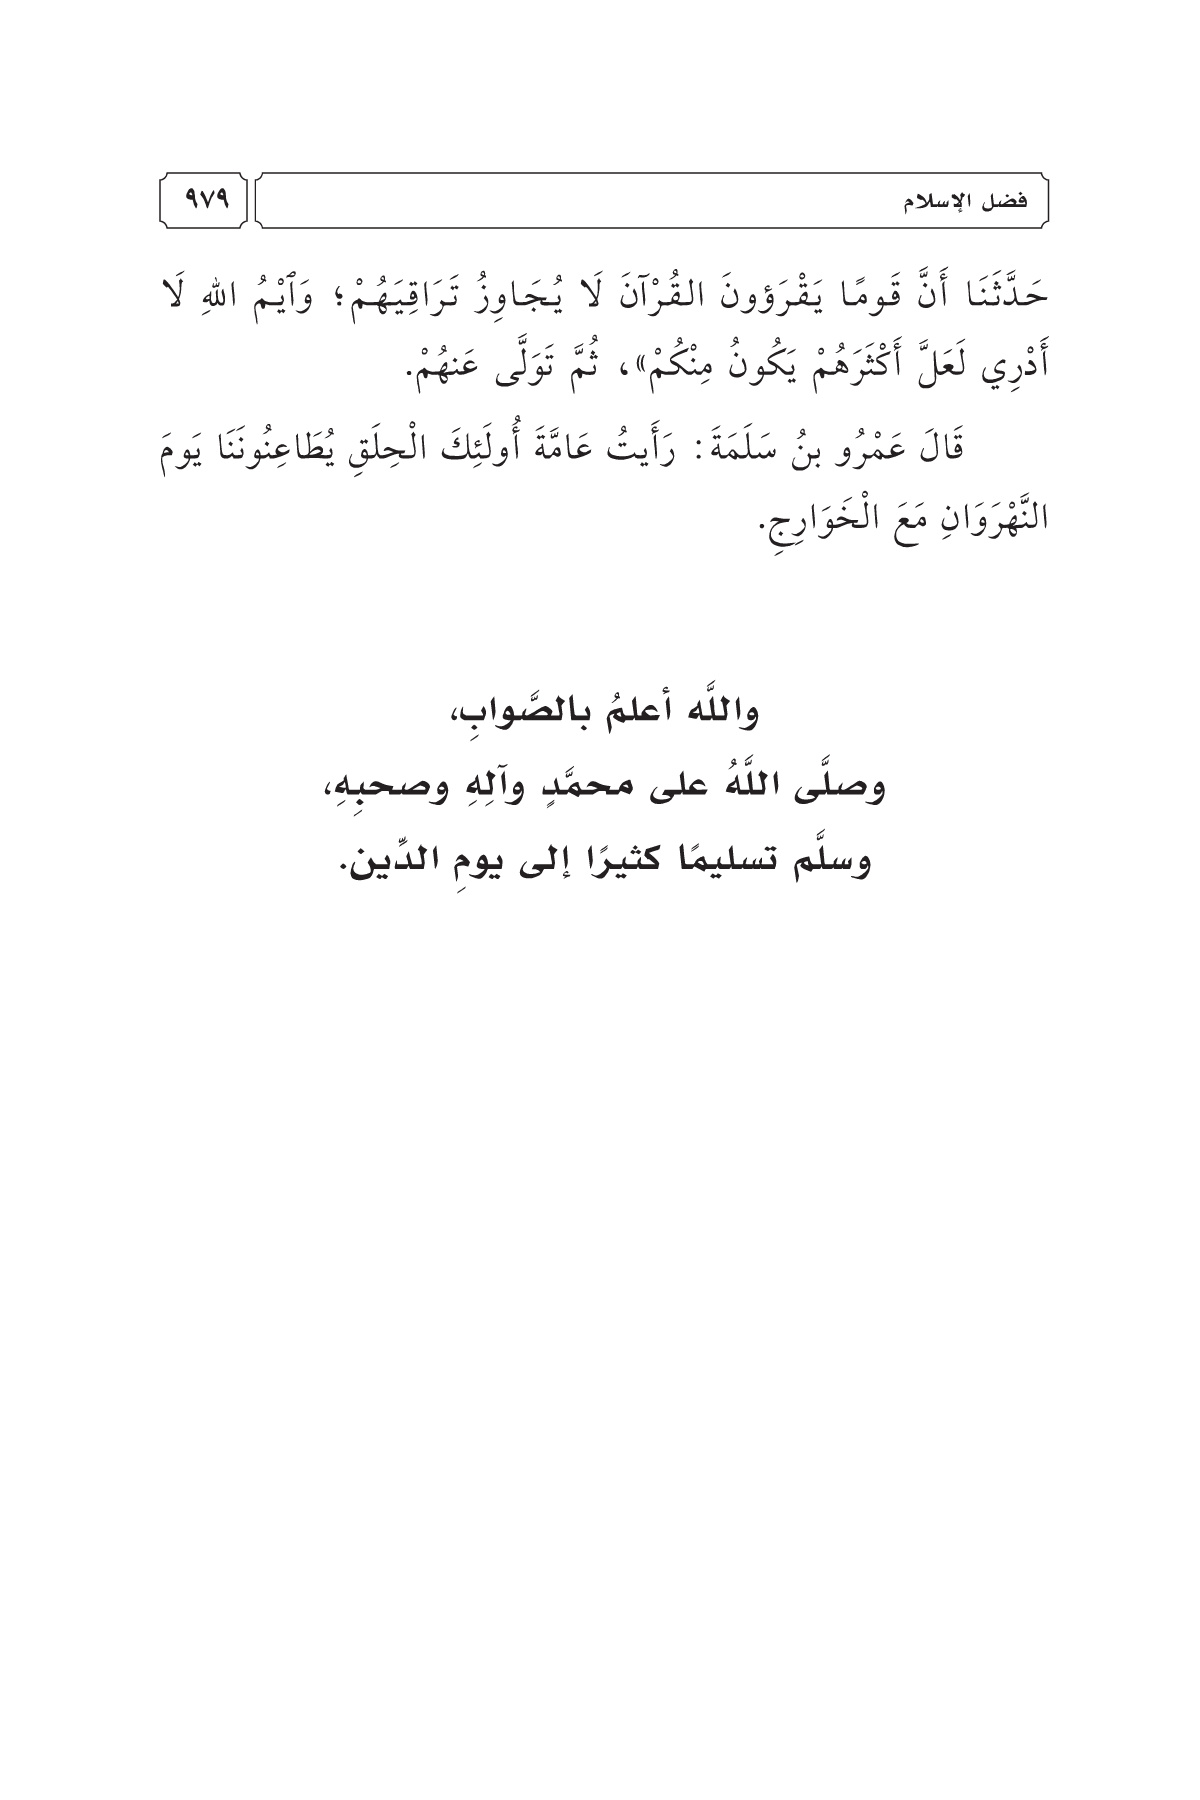 فضل الإسلام ٩٧٩
حَدَّثَنَا أَنَّ قَومًا يَقْرَؤونَ القُرْآنَ لَا يُجَاوِزُ تَرَاقِيَهُمْ؛ وَٱيْمُ اللهِ لَا
أَدْرِي لَعَلَّ أَكْثَرَهُمْ يَكُونُ مِنْكُمْ»، ثُمَّ تَوَلَّى عَنهُمْ.
قَالَ عَمْرُو بنُ سَلَمَةَ: رَأَيتُ عَامَّةَ أُولَئِكَ الْحِلَقِ يُطَاعِنُونَنَا يَومَ
النَّهْرَوَانِ مَعَ الْخَوَارِجِ.
واللَّه أعلمُ بالصَّوابِ،
وصلَّى اللَّهُ على محمَّدٍ وآلِهِ وصحبِهِ،
وسلَّم تسليمًا كثيرًا إلى يومِ الدِّين.